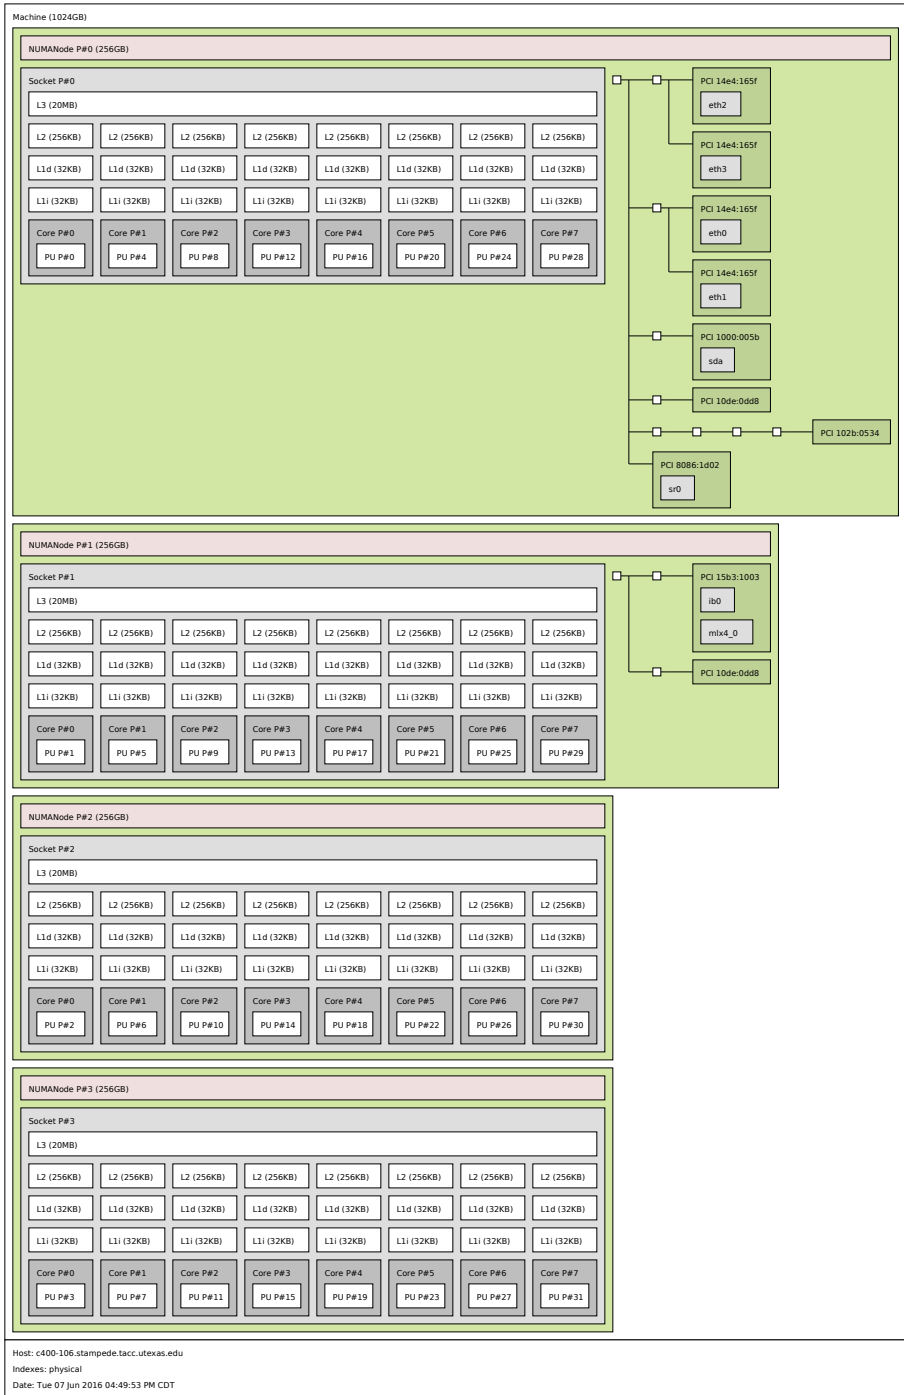 Machine (1024GB)
NUMANode P#0 (256GB)
Socket P#0
L3 (20MB)
L2 (256KB) L2 (256KB) L2 (256KB) L2 (256KB) L2 (256KB) L2 (256KB) L2 (256KB) L2 (256KB)
L1d (32KB) L1d (32KB) L1d (32KB) L1d (32KB) L1d (32KB) L1d (32KB) L1d (32KB) L1d (32KB)
L1i (32KB) L1i (32KB) L1i (32KB) L1i (32KB) L1i (32KB) L1i (32KB) L1i (32KB) L1i (32KB)
Core P#0 Core P#1 Core P#2 Core P#3 Core P#4 Core P#5 Core P#6 Core P#7
PU P#0 PU P#4 PU P#8 PU P#12 PU P#16 PU P#20 PU P#24 PU P#28
PCI 14e4:165f
eth2
PCI 14e4:165f
eth3
PCI 14e4:165f
eth0
PCI 14e4:165f
eth1
PCI 1000:005b
sda
PCI 10de:0dd8
PCI 102b:0534
PCI 8086:1d02
sr0
NUMANode P#1 (256GB)
Socket P#1
L3 (20MB)
L2 (256KB) L2 (256KB) L2 (256KB) L2 (256KB) L2 (256KB) L2 (256KB) L2 (256KB) L2 (256KB)
L1d (32KB) L1d (32KB) L1d (32KB) L1d (32KB) L1d (32KB) L1d (32KB) L1d (32KB) L1d (32KB)
L1i (32KB) L1i (32KB) L1i (32KB) L1i (32KB) L1i (32KB) L1i (32KB) L1i (32KB) L1i (32KB)
Core P#0 Core P#1 Core P#2 Core P#3 Core P#4 Core P#5 Core P#6 Core P#7
PU P#1 PU P#5 PU P#9 PU P#13 PU P#17 PU P#21 PU P#25 PU P#29
PCI 15b3:1003
ib0
mlx4_0
PCI 10de:0dd8
NUMANode P#2 (256GB)
Socket P#2
L3 (20MB)
L2 (256KB) L2 (256KB) L2 (256KB) L2 (256KB) L2 (256KB) L2 (256KB) L2 (256KB) L2 (256KB)
L1d (32KB) L1d (32KB) L1d (32KB) L1d (32KB) L1d (32KB) L1d (32KB) L1d (32KB) L1d (32KB)
L1i (32KB) L1i (32KB) L1i (32KB) L1i (32KB) L1i (32KB) L1i (32KB) L1i (32KB) L1i (32KB)
Core P#0 Core P#1 Core P#2 Core P#3 Core P#4 Core P#5 Core P#6 Core P#7
PU P#2 PU P#6 PU P#10 PU P#14 PU P#18 PU P#22 PU P#26 PU P#30
NUMANode P#3 (256GB)
Socket P#3
L3 (20MB)
L2 (256KB) L2 (256KB) L2 (256KB) L2 (256KB) L2 (256KB) L2 (256KB) L2 (256KB) L2 (256KB)
L1d (32KB) L1d (32KB) L1d (32KB) L1d (32KB) L1d (32KB) L1d (32KB) L1d (32KB) L1d (32KB)
L1i (32KB) L1i (32KB) L1i (32KB) L1i (32KB) L1i (32KB) L1i (32KB) L1i (32KB) L1i (32KB)
Core P#0 Core P#1 Core P#2 Core P#3 Core P#4 Core P#5 Core P#6 Core P#7
PU P#3 PU P#7 PU P#11 PU P#15 PU P#19 PU P#23 PU P#27 PU P#31
Host: c400-106.stampede.tacc.utexas.edu
Indexes: physical
Date: Tue 07 Jun 2016 04:49:53 PM CDT